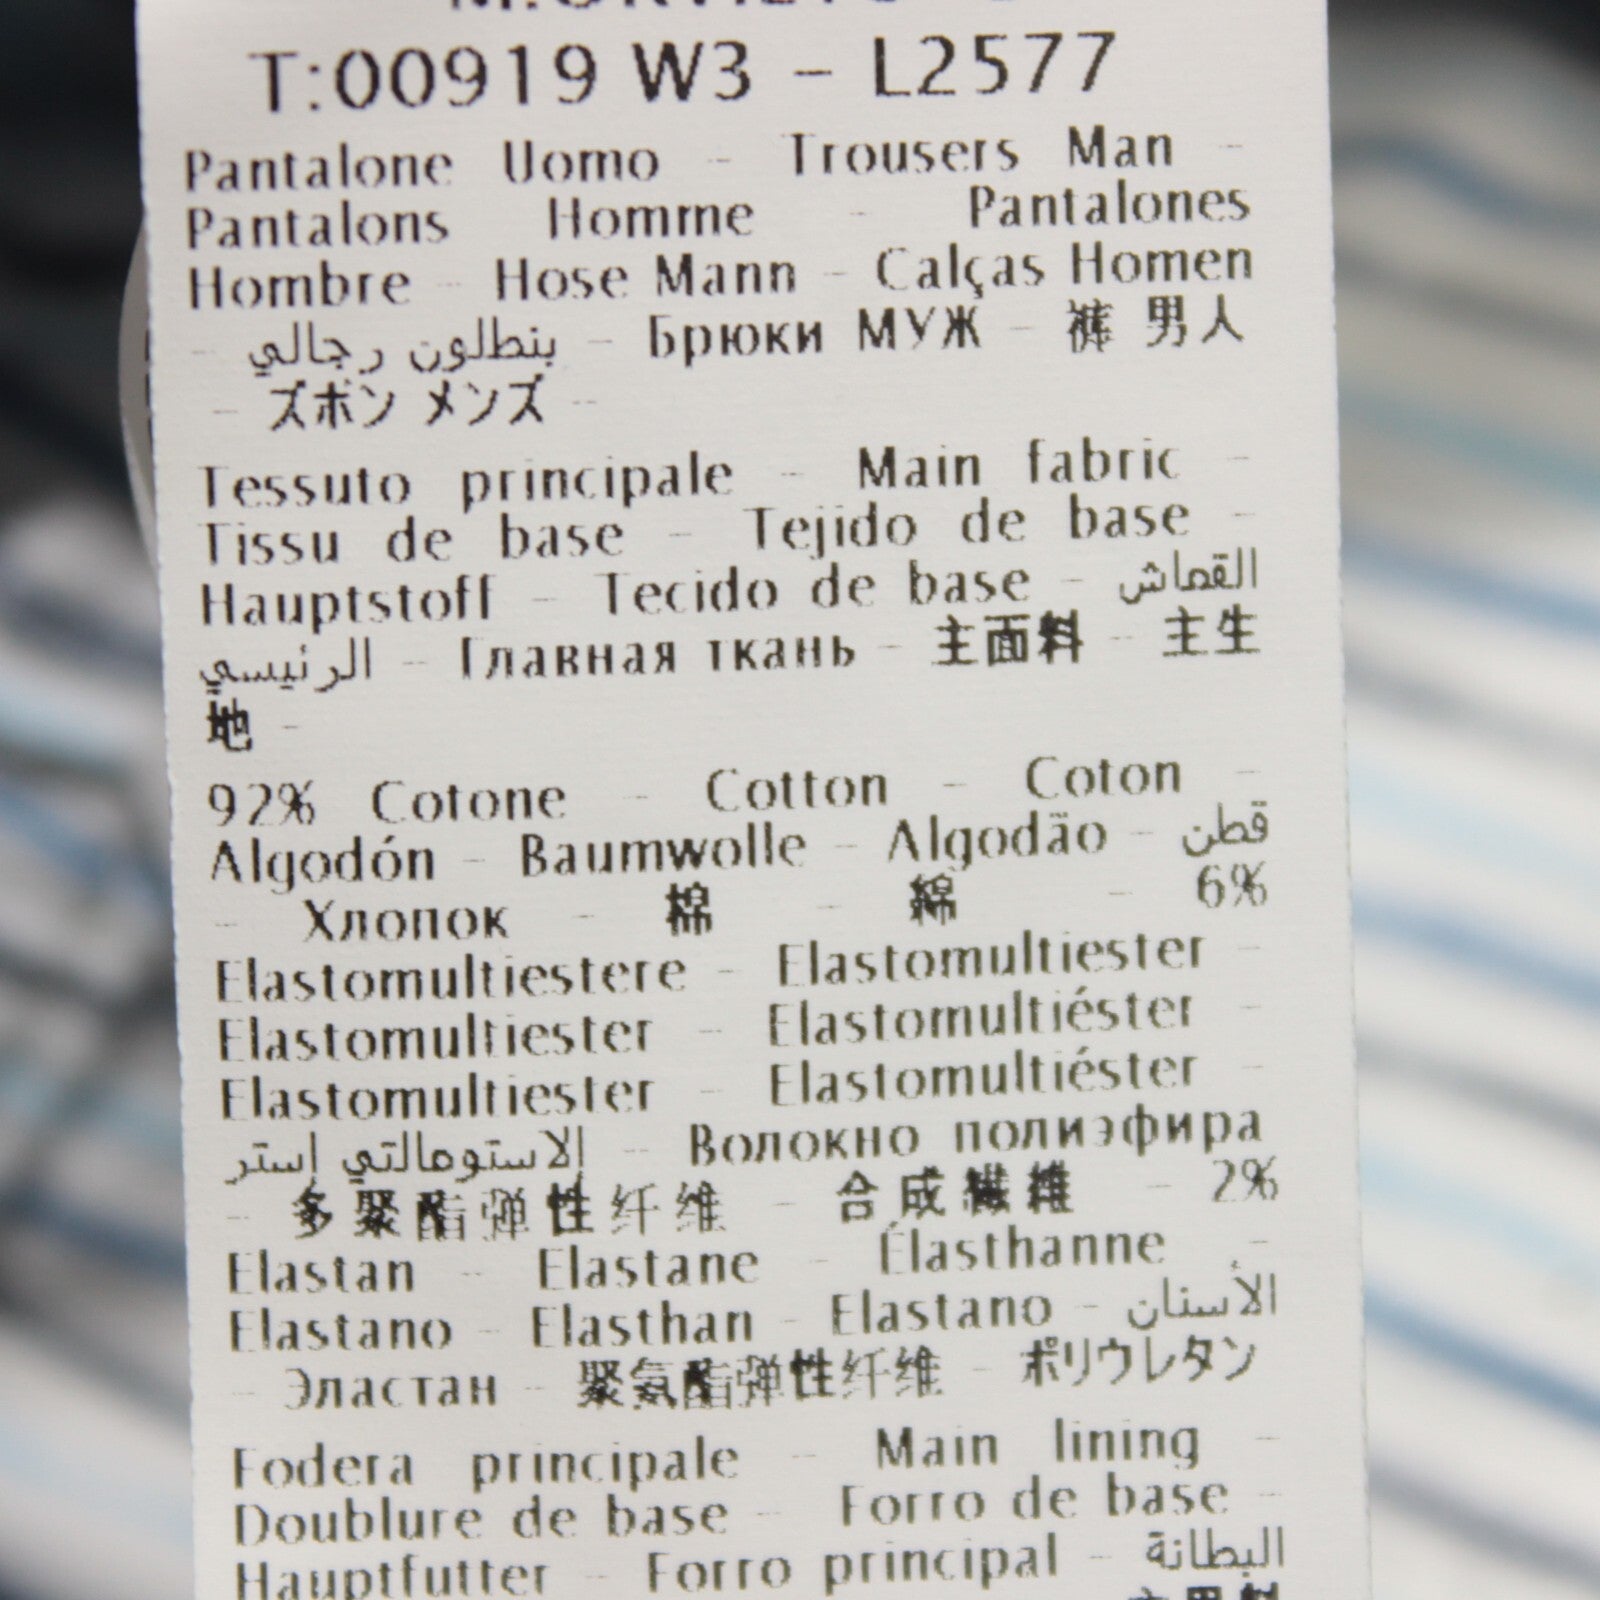 T:00919 W3 - L2577
Pantalone Uomo - Trousers Man -
Pantalons Homme - Pantalones
Hombre - Hose Mann - Calças Homen
- بنطلون رجالي - Брюки МУЖ - 裤 男人
- ズボン メンズ -
Tessuto principale - Main fabric -
Tissu de base - Tejido de base -
Hauptstoff - Tecido de base - القماش
الرئيسي - Главная ткань - 主面料 - 主生
地 -
92% Cotone - Cotton - Coton -
Algodón - Baumwolle - Algodão - قطن
- Хлопок - 棉 - 綿 - 6%
Elastomultiestere - Elastomultiester -
Elastomultiester - Elastomultiéster -
Elastomultiester - Elastomultiéster -
الاستومالتي إستر - Волокно полиэфира
- 多聚酯弹性纤维 - 合成繊維 - 2%
Elastan - Elastane - Élasthanne -
Elastano - Elasthan - Elastano - الأستان
- Эластан - 聚氨酯弹性纤维 - ポリウレタン
Fodera principale - Main lining -
Doublure de base - Forro de base -
Hauptfutter - Forro principal - البطانة